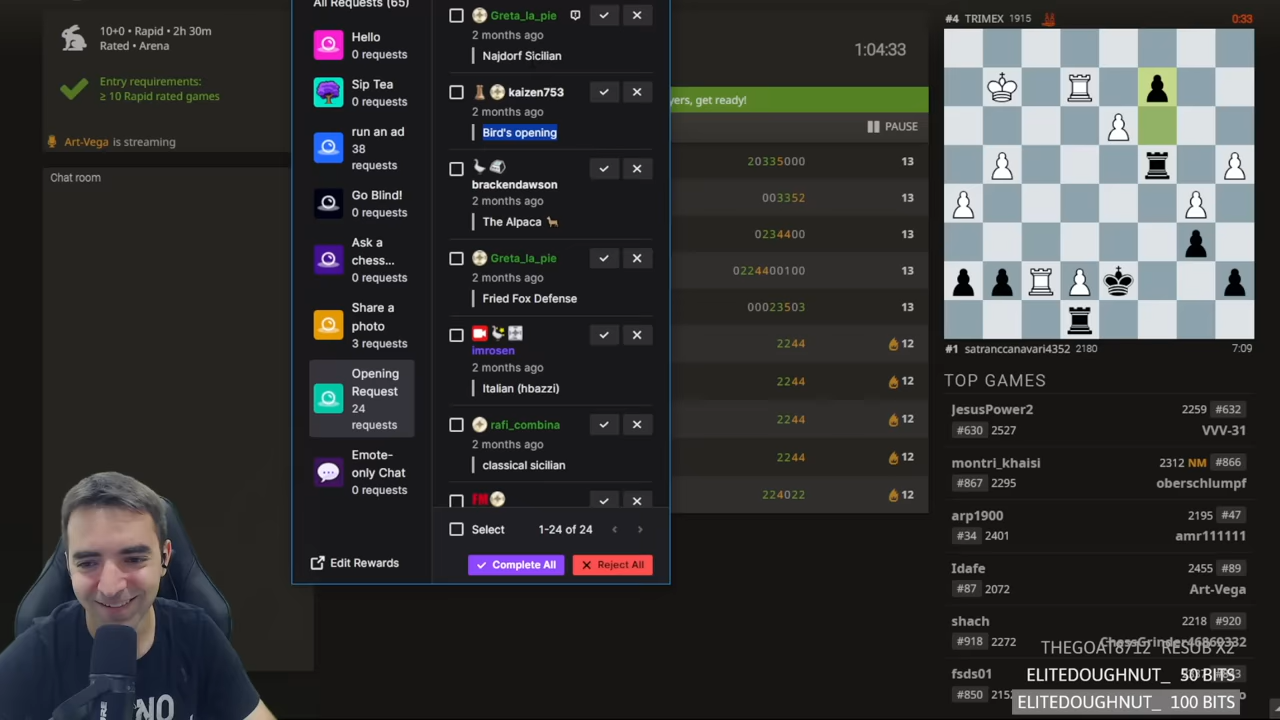 10+0 • Rapid • 2h 30m
Rated • Arena
Entry requirements:
≥ 10 Rapid rated games
Art-Vega is streaming
Chat room
All Requests (65)
Hello
0 requests
Sip Tea
0 requests
run an ad
38
requests
Go Blind!
0 requests
Ask a
chess...
0 requests
Share a
photo
3 requests
Opening
Request
24
requests
Emote-
only Chat
0 requests
Edit Rewards
Greta_la_pie
2 months ago
Najdorf Sicilian
kaizen753
2 months ago
Bird's opening
brackendawson
2 months ago
The Alpaca
Greta_la_pie
2 months ago
Fried Fox Defense
imrosen
2 months ago
Italian (hbazzi)
rafi_combina
2 months ago
classical sicilian
FM
Select
1-24 of 24
Complete All
Reject All
1:04:33
get ready!
PAUSE
20335000 13
003352 13
0234400 13
0224400100 13
00023503 13
2244 12
2244 12
2244 12
2244 12
224022 12
#4 TRIMEX 1915
0:33
#1 satranccanavari4352 2180
7:09
TOP GAMES
JesusPower2 2259 #632
#630 2527 VVV-31
montri_khaisi 2312 NM #866
#867 2295 oberschlumpf
arp1900 2195 #47
#34 2401 amr111111
Idafe 2455 #89
#87 2072 Art-Vega
shach 2218 #920
#918 2272
THEGOAT8712 RESUB X2
fsds01
ELITEDOUGHNUT_ 50 BITS
#850
ELITEDOUGHNUT_ 100 BITS
NO